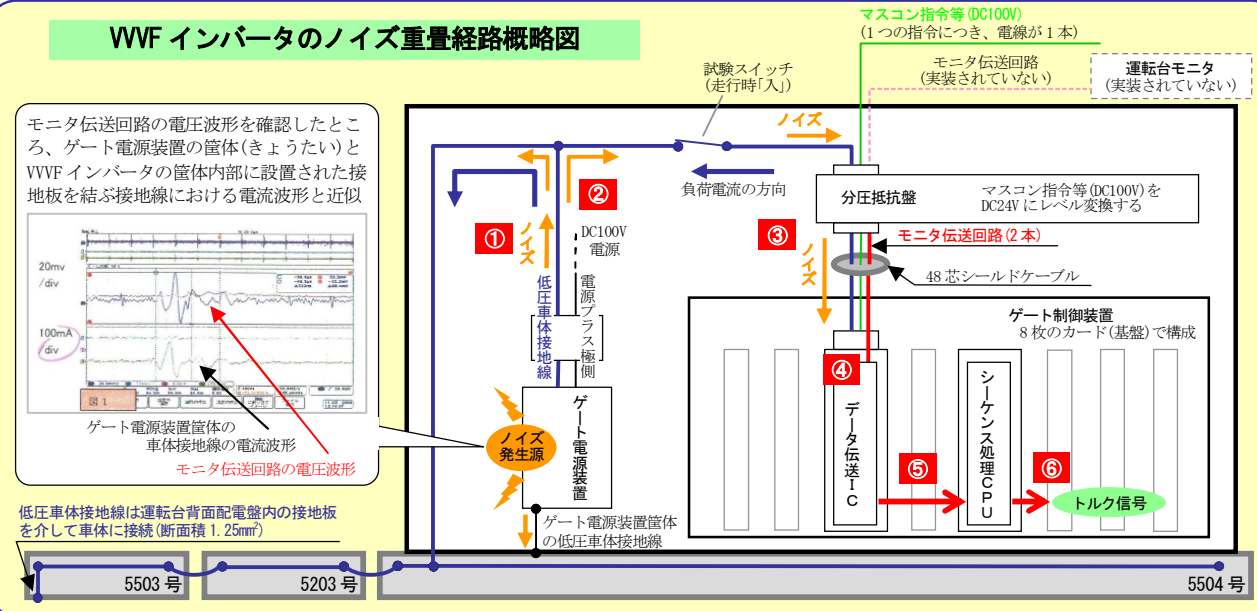 VVVF インバータのノイズ重畳経路概略図
マスコン指令等(DC100V)
(1 つの指令につき、電線が 1 本)
モニタ伝送回路
(実装されていない)
運転台モニタ
(実装されていない)
試験スイッチ
(走行時「入」)
ノイズ
負荷電流の方向
モニタ伝送回路の電圧波形を確認したとこ
ろ、ゲート電源装置の筐体(きょうたい)と
VVVF インバータの筐体内部に設置された接
地板を結ぶ接地線における電流波形と近似
20mv
/div
100mA
/div
図 1
ゲート電源装置筐体の
車体接地線の電流波形
モニタ伝送回路の電圧波形
①
ノイズ
②
DC100V
電源
低圧車体接地線
電源プラス極側
ノイズ
発生源
ゲート電源装置
ゲート電源装置筐体
の低圧車体接地線
分圧抵抗盤
マスコン指令等(DC100V)を
DC24V にレベル変換する
③
ノイズ
モニタ伝送回路(2 本)
48 芯シールドケーブル
ゲート制御装置
8 枚のカード(基盤)で構成
④
データ伝送IC
⑤
シーケンス処理CPU
⑥
トルク信号
低圧車体接地線は運転台背面配電盤内の接地板
を介して車体に接続(断面積 1.25mm²)
5503 号
5203 号
5504 号